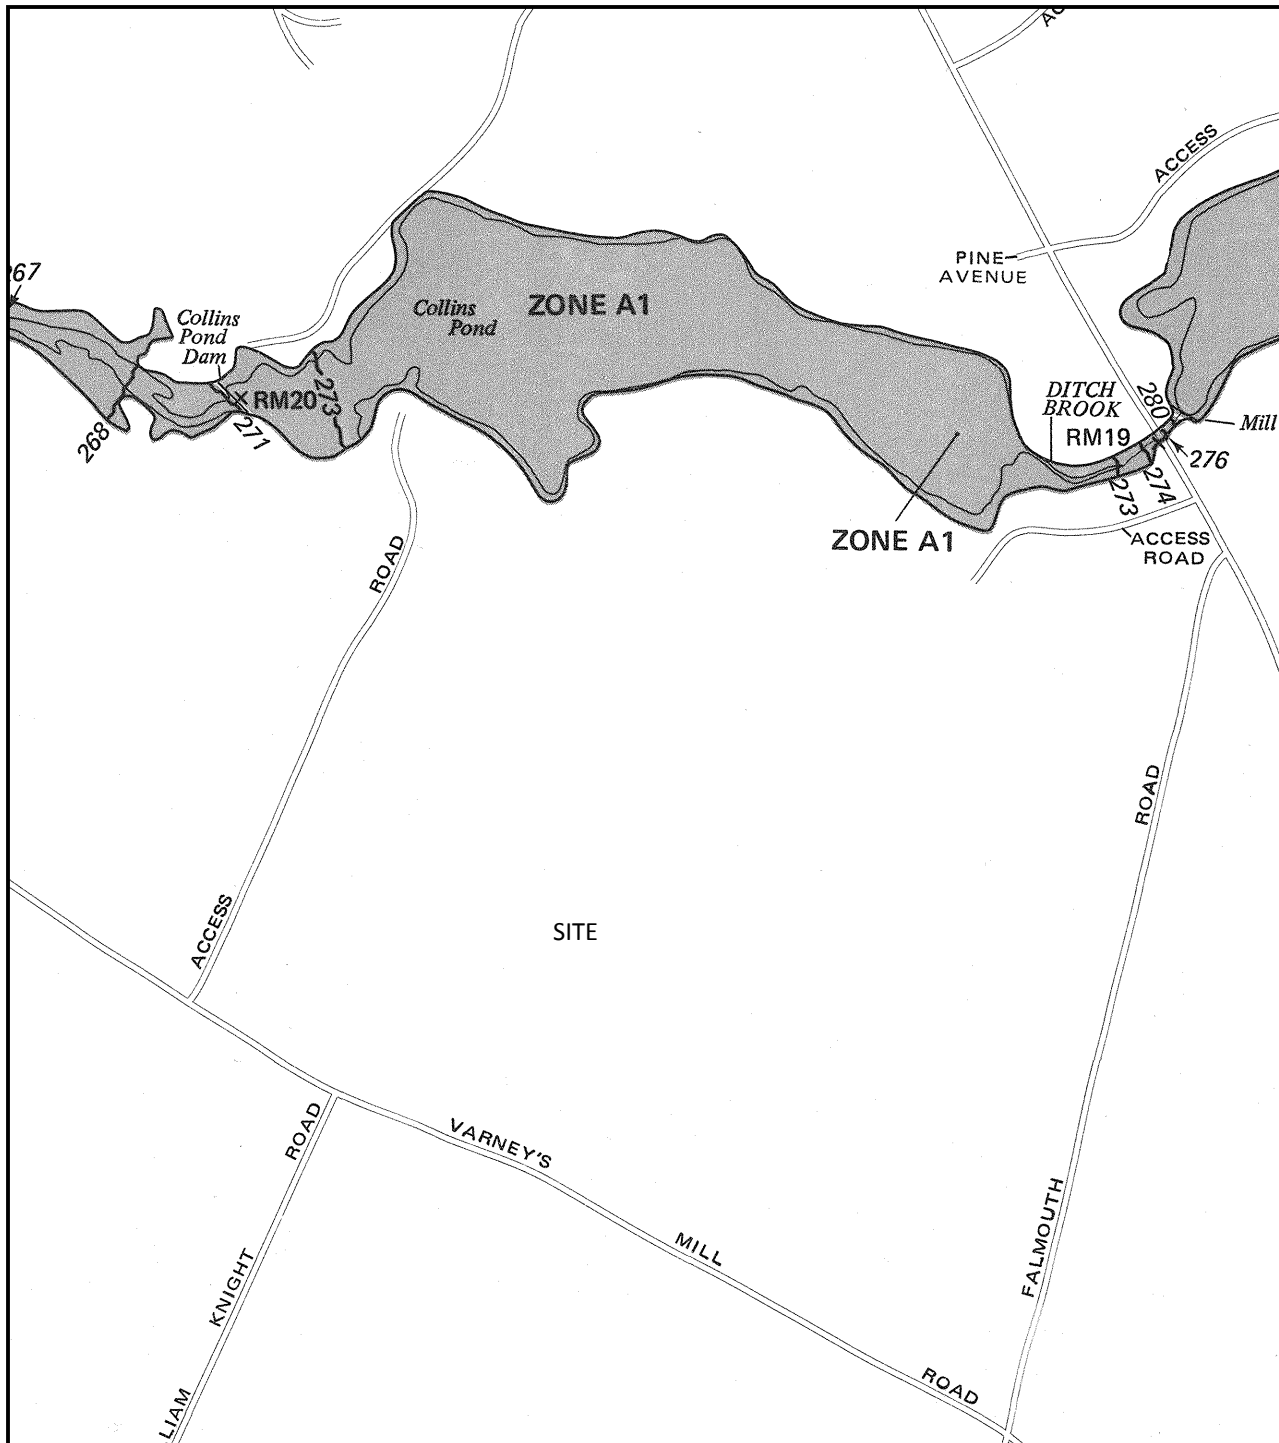 AC
ACCESS
PINE
AVENUE
267
Collins
Pond
Dam
Collins
Pond
ZONE A1
RM20
273
268
271
DITCH
BROOK
RM19
280
Mill
276
274
273
ZONE A1
ACCESS
ROAD
ROAD
ROAD
ACCESS
SITE
ROAD
VARNEY'S
MILL
ROAD
KNIGHT
LIAM
FALMOUTH